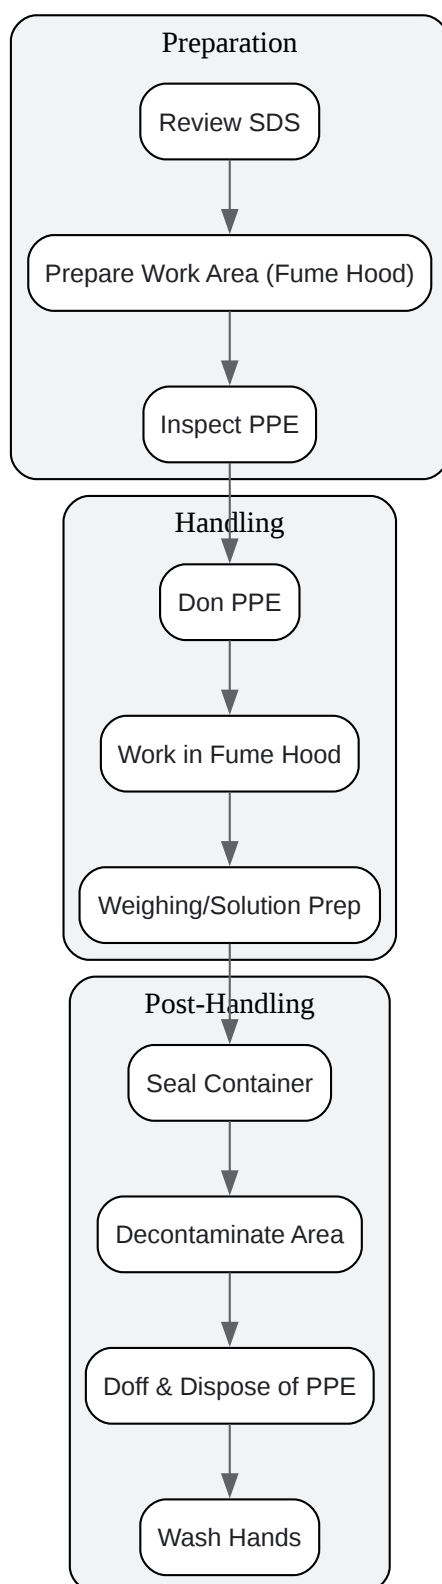 Preparation
Review SDS
Prepare Work Area (Fume Hood)
Inspect PPE
Handling
Don PPE
Work in Fume Hood
Weighing/Solution Prep
Post-Handling
Seal Container
Decontaminate Area
Doff & Dispose of PPE
Wash Hands